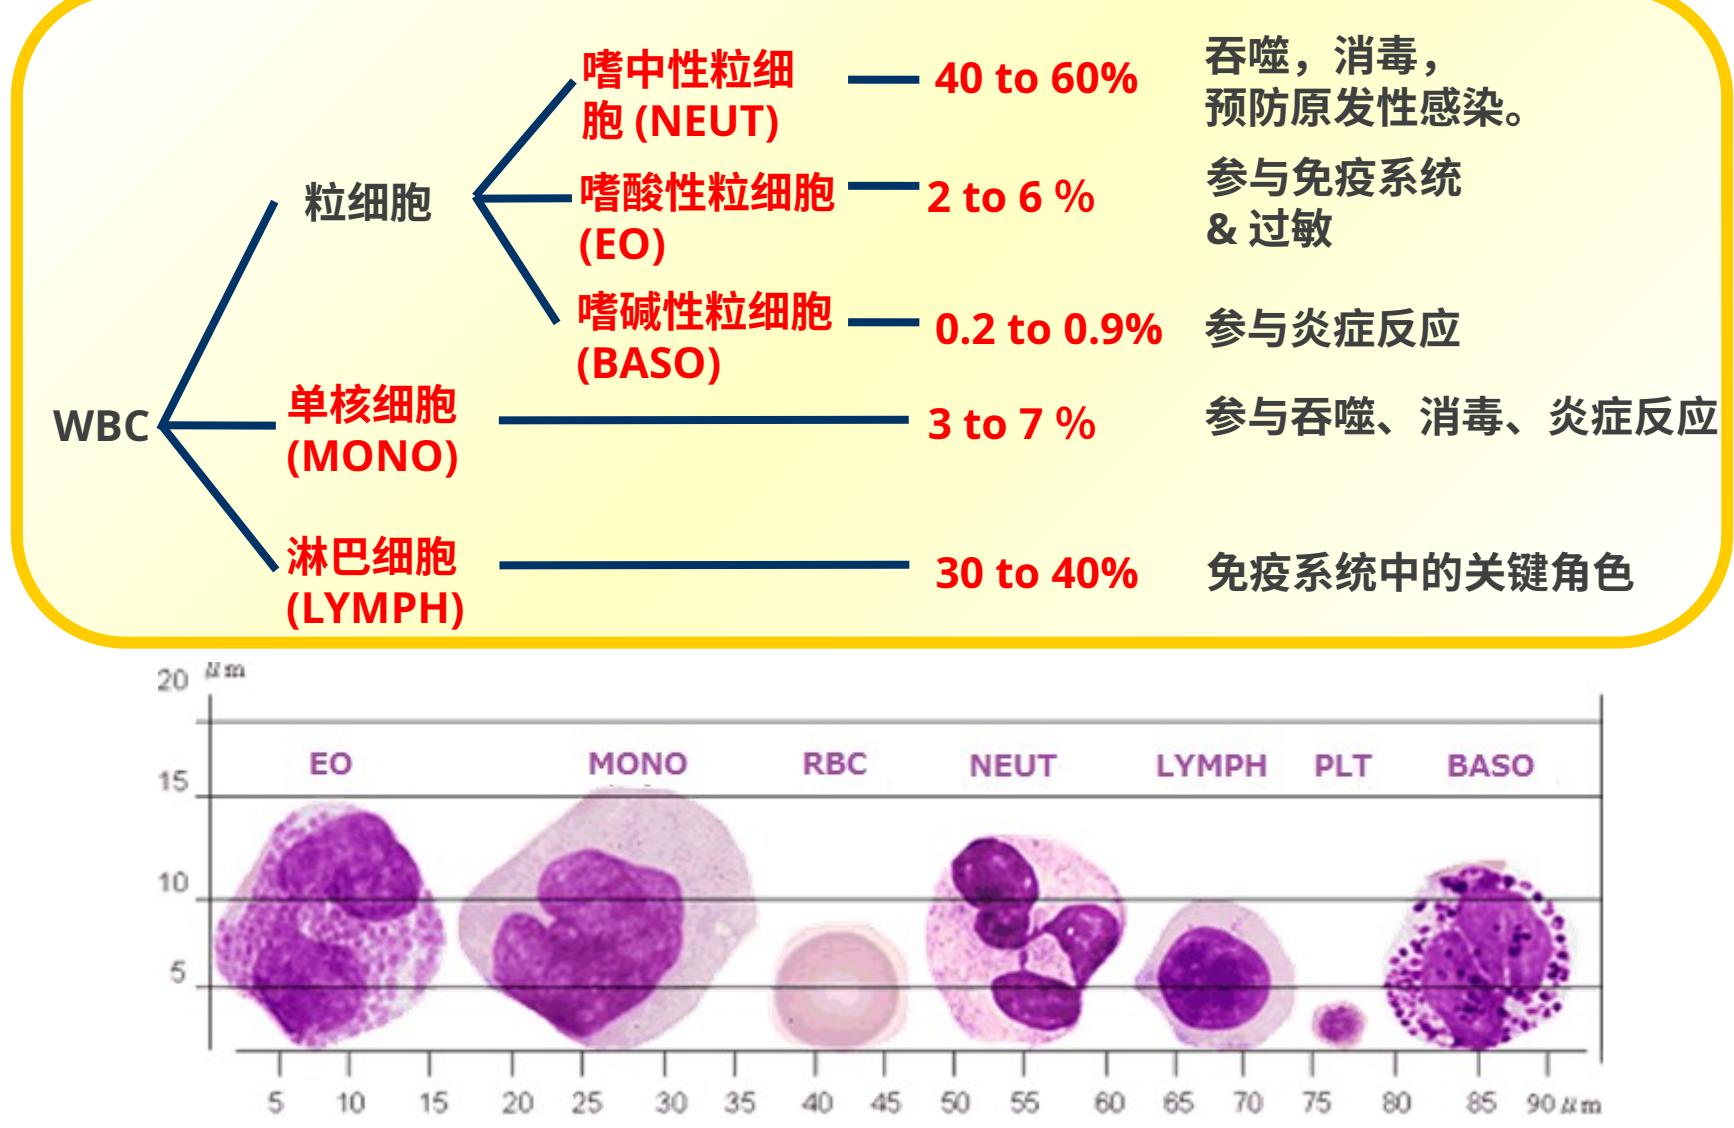 嗜中性粒细
胞 (NEUT)
40 to 60%
吞噬，消毒，
预防原发性感染。
粒细胞
嗜酸性粒细胞
(EO)
2 to 6 %
参与免疫系统
& 过敏
嗜碱性粒细胞
(BASO)
0.2 to 0.9%
参与炎症反应
WBC
单核细胞
(MONO)
3 to 7 %
参与吞噬、消毒、炎症反应
淋巴细胞
(LYMPH)
30 to 40%
免疫系统中的关键角色
20 μm
EO MONO RBC NEUT LYMPH PLT BASO
15
10
5
5 10 15 20 25 30 35 40 45 50 55 60 65 70 75 80 85 90 μm